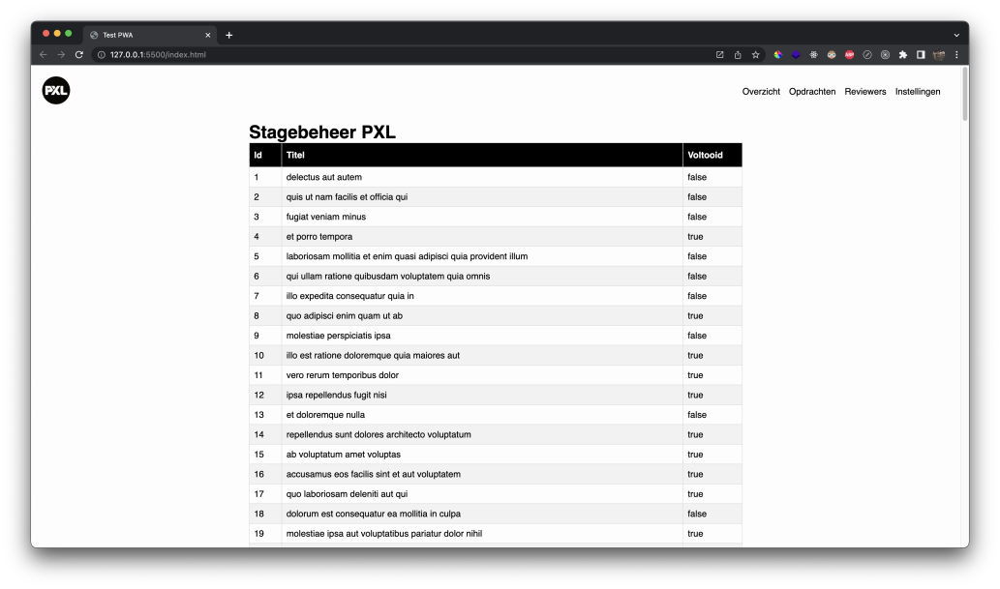 Test PWA
127.0.0.1:5500/index.html
ABP
PXL
Overzicht Opdrachten Reviewers Instellingen
Stagebeheer PXL
Id Titel Voltooid
1 delectus aut autem false
2 quis ut nam facilis et officia qui false
3 fugiat veniam minus false
4 et porro tempora true
5 laboriosam mollitia et enim quasi adipisci quia provident illum false
6 qui ullam ratione quibusdam voluptatem quia omnis false
7 illo expedita consequatur quia in false
8 quo adipisci enim quam ut ab true
9 molestiae perspiciatis ipsa false
10 illo est ratione doloremque quia maiores aut true
11 vero rerum temporibus dolor true
12 ipsa repellendus fugit nisi true
13 et doloremque nulla false
14 repellendus sunt dolores architecto voluptatum true
15 ab voluptatum amet voluptas true
16 accusamus eos facilis sint et aut voluptatem true
17 quo laboriosam deleniti aut qui true
18 dolorum est consequatur ea mollitia in culpa false
19 molestiae ipsa aut voluptatibus pariatur dolor nihil true